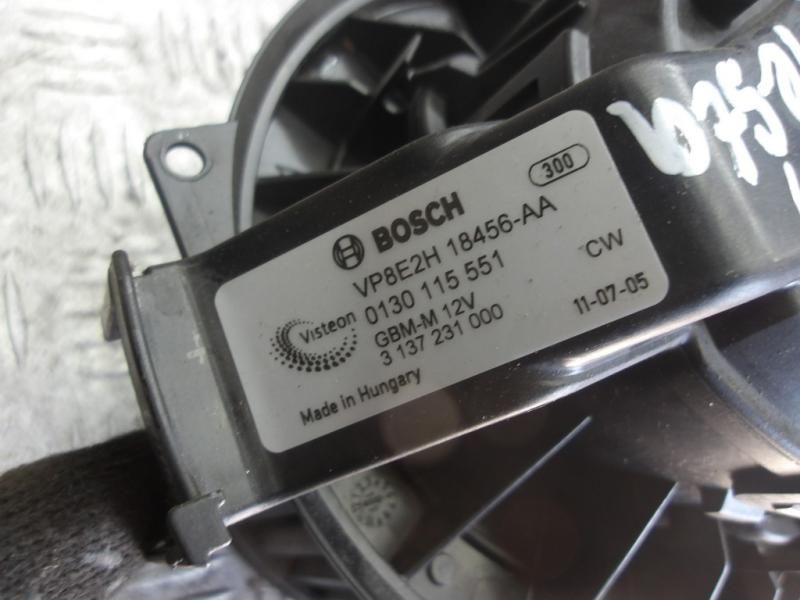 300
BOSCH
VP8E2H 18456-AA
0130 115 551
CW
Visteon
GBM-M 12V
3 137 231 000
11-07-05
Made in Hungary